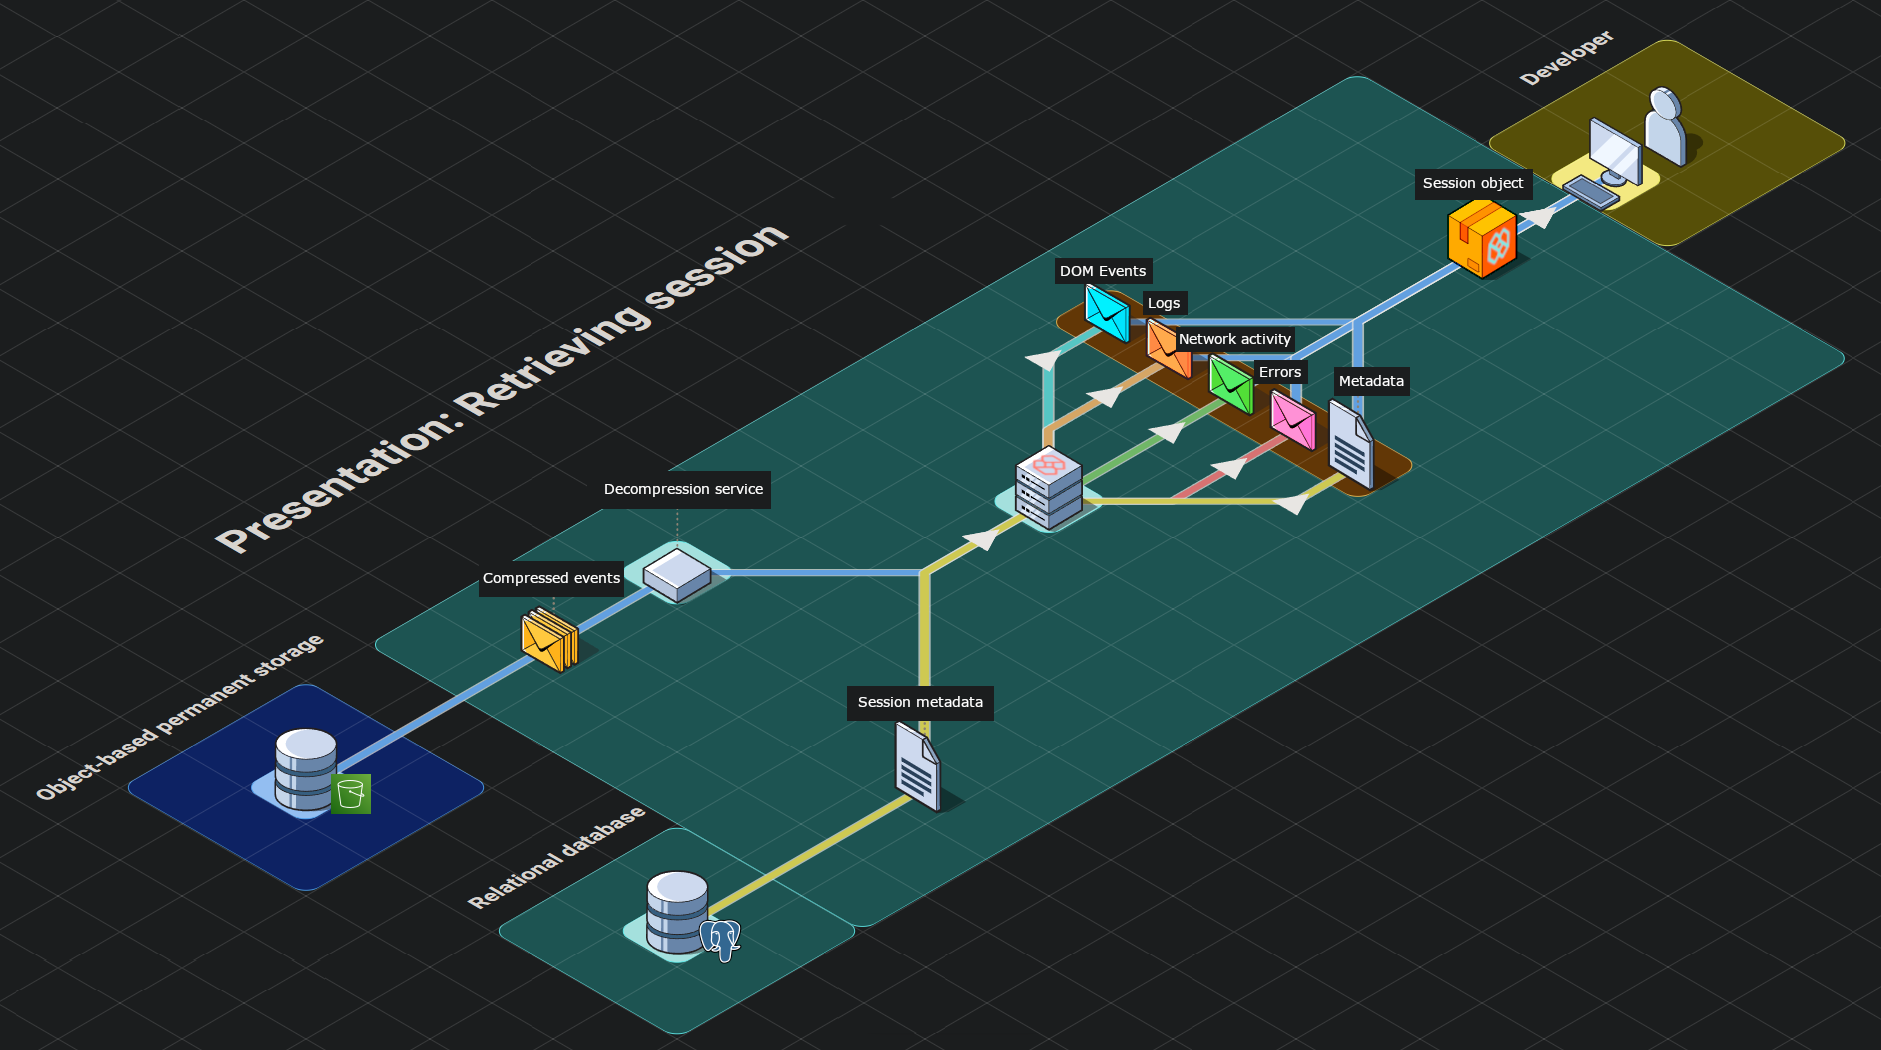 Developer
Session object
Presentation: Retrieving session
DOM Events
Logs
Network activity
Errors
Metadata
Decompression service
Compressed events
Object-based permanent storage
Session metadata
Relational database